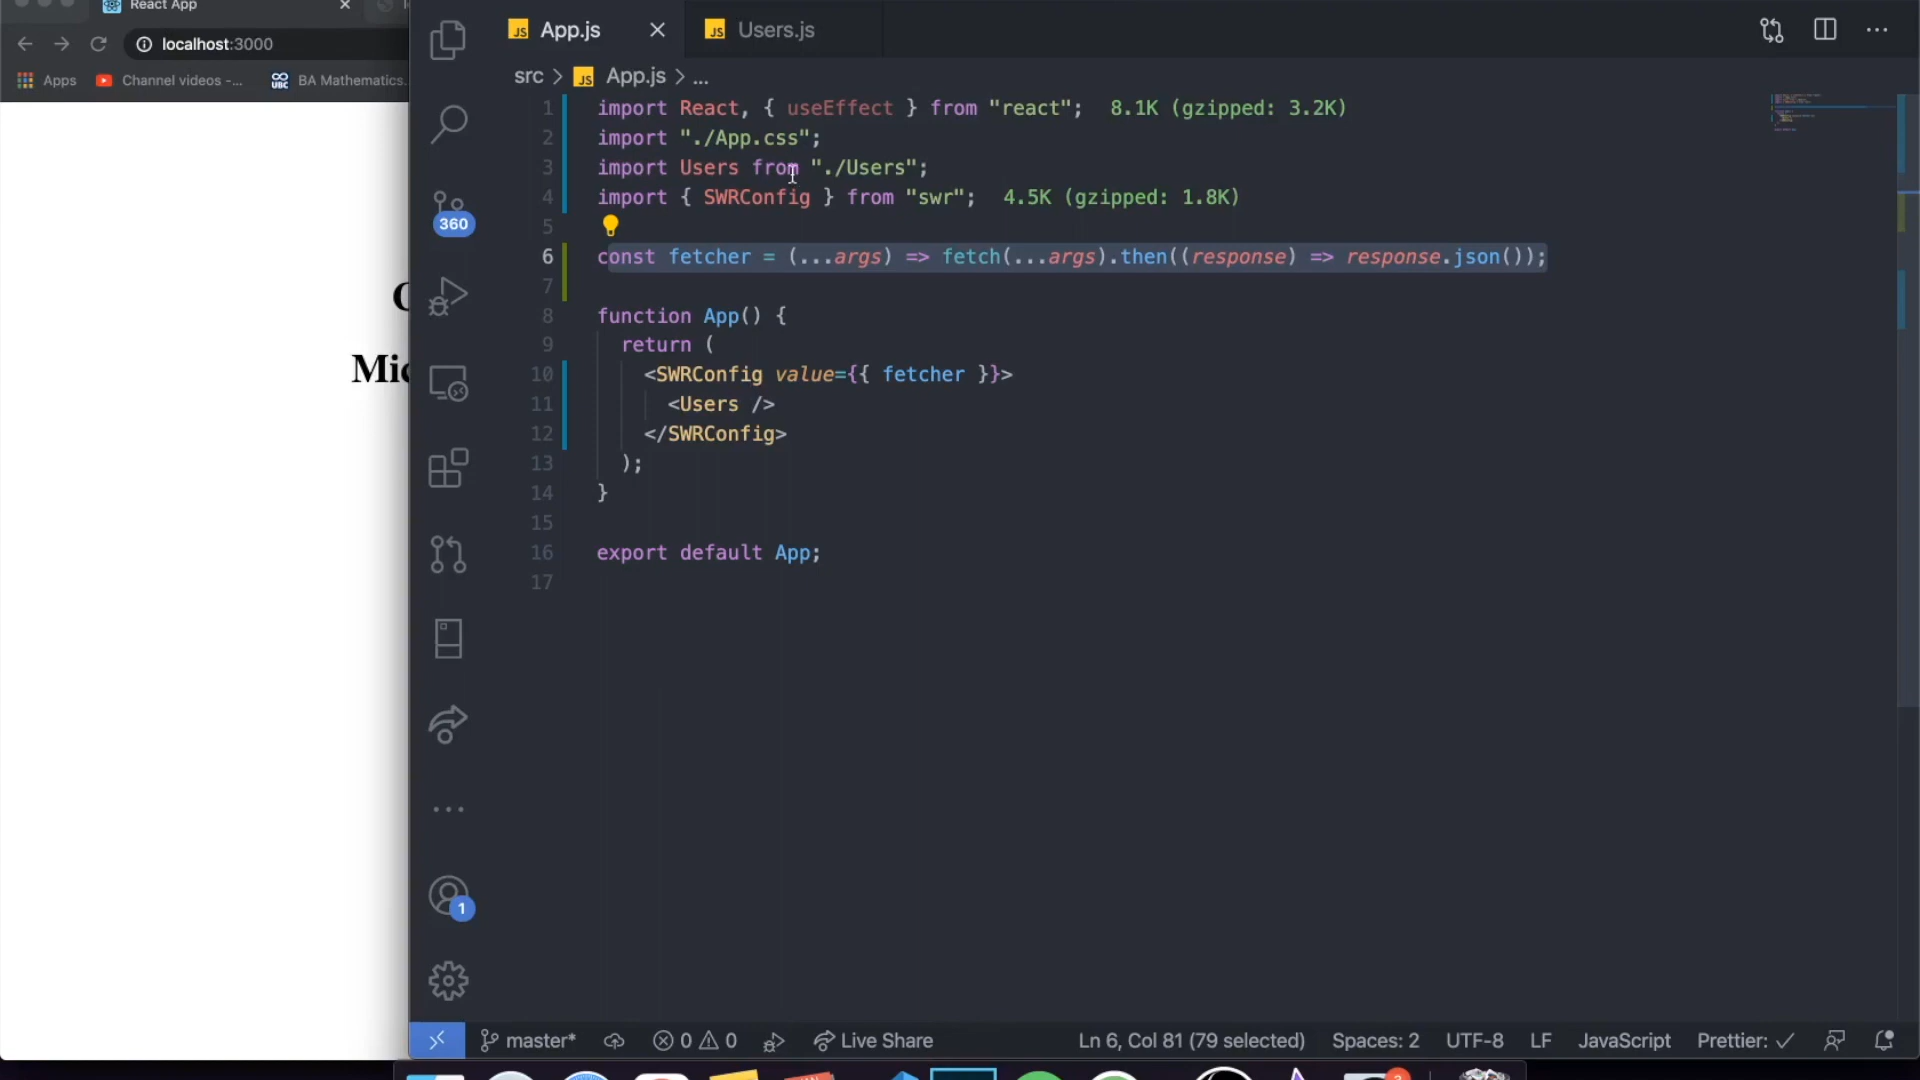 React App
localhost:3000
Apps
Channel videos -...
BA Mathematics.
Mic
App.js
Users.js
src > JS App.js > ...
1 import React, { useEffect } from "react"; 8.1K (gzipped: 3.2K)
2 import "./App.css";
3 import Users from "./Users";
4 import { SWRConfig } from "swr"; 4.5K (gzipped: 1.8K)
5
6 const fetcher = (...args) => fetch(...args).then((response) => response.json());
7
8 function App() {
9 return (
10 <SWRConfig value={{ fetcher }}>
11 <Users />
12 </SWRConfig>
13 );
14 }
15
16 export default App;
17
360
1
master*
0
0
Live Share
Ln 6, Col 81 (79 selected)
Spaces: 2
UTF-8
LF
JavaScript
Prettier: ✓